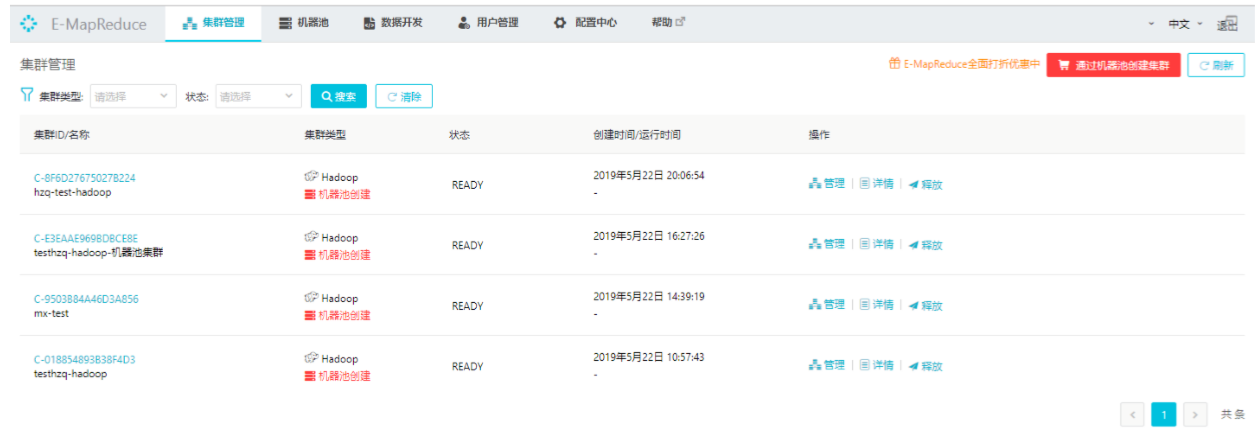 E-MapReduce 集群管理 机器池 数据开发 用户管理 配置中心 帮助 中文
集群管理 E-MapReduce全面打折优惠中 通过机器池创建集群 刷新
集群类型: 请选择 状态: 请选择 搜索 清除
集群ID/名称 集群类型 状态 创建时间/运行时间 操作
C-8F6D27675027B224 Hadoop READY 2019年5月22日 20:06:54 管理 详情 释放
hzq-test-hadoop 机器池创建 -
C-E3EAAE969BDBCE8E Hadoop READY 2019年5月22日 16:27:26 管理 详情 释放
testhzq-hadoop-机器池集群 机器池创建 -
C-9503B84A46D3A856 Hadoop READY 2019年5月22日 14:39:19 管理 详情 释放
mx-test 机器池创建 -
C-018854893B38F4D3 Hadoop READY 2019年5月22日 10:57:43 管理 详情 释放
testhzq-hadoop 机器池创建 -
< 1 > 共条